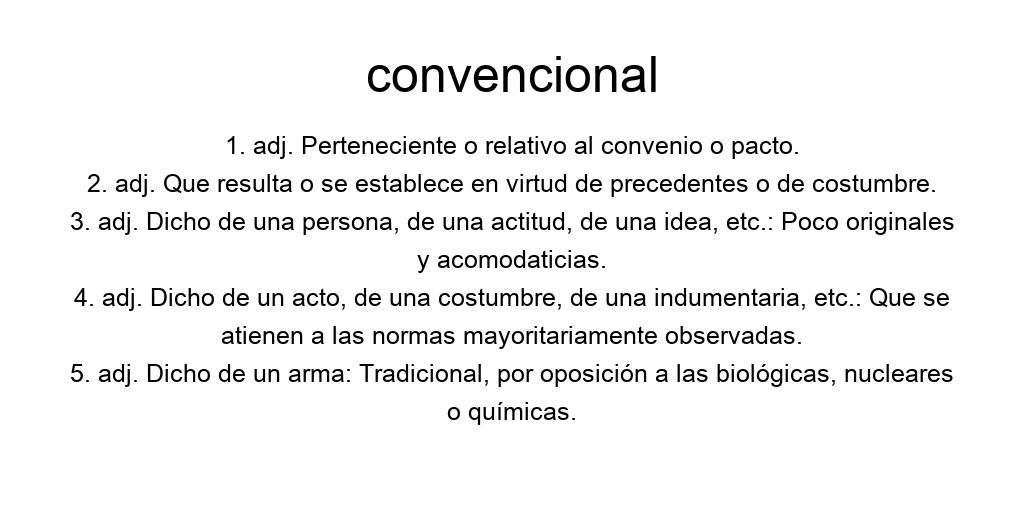 convencional
1. adj. Perteneciente o relativo al convenio o pacto.
2. adj. Que resulta o se establece en virtud de precedentes o de costumbre.
3. adj. Dicho de una persona, de una actitud, de una idea, etc.: Poco originales
y acomodaticias.
4. adj. Dicho de un acto, de una costumbre, de una indumentaria, etc.: Que se
atienen a las normas mayoritariamente observadas.
5. adj. Dicho de un arma: Tradicional, por oposición a las biológicas, nucleares
o químicas.